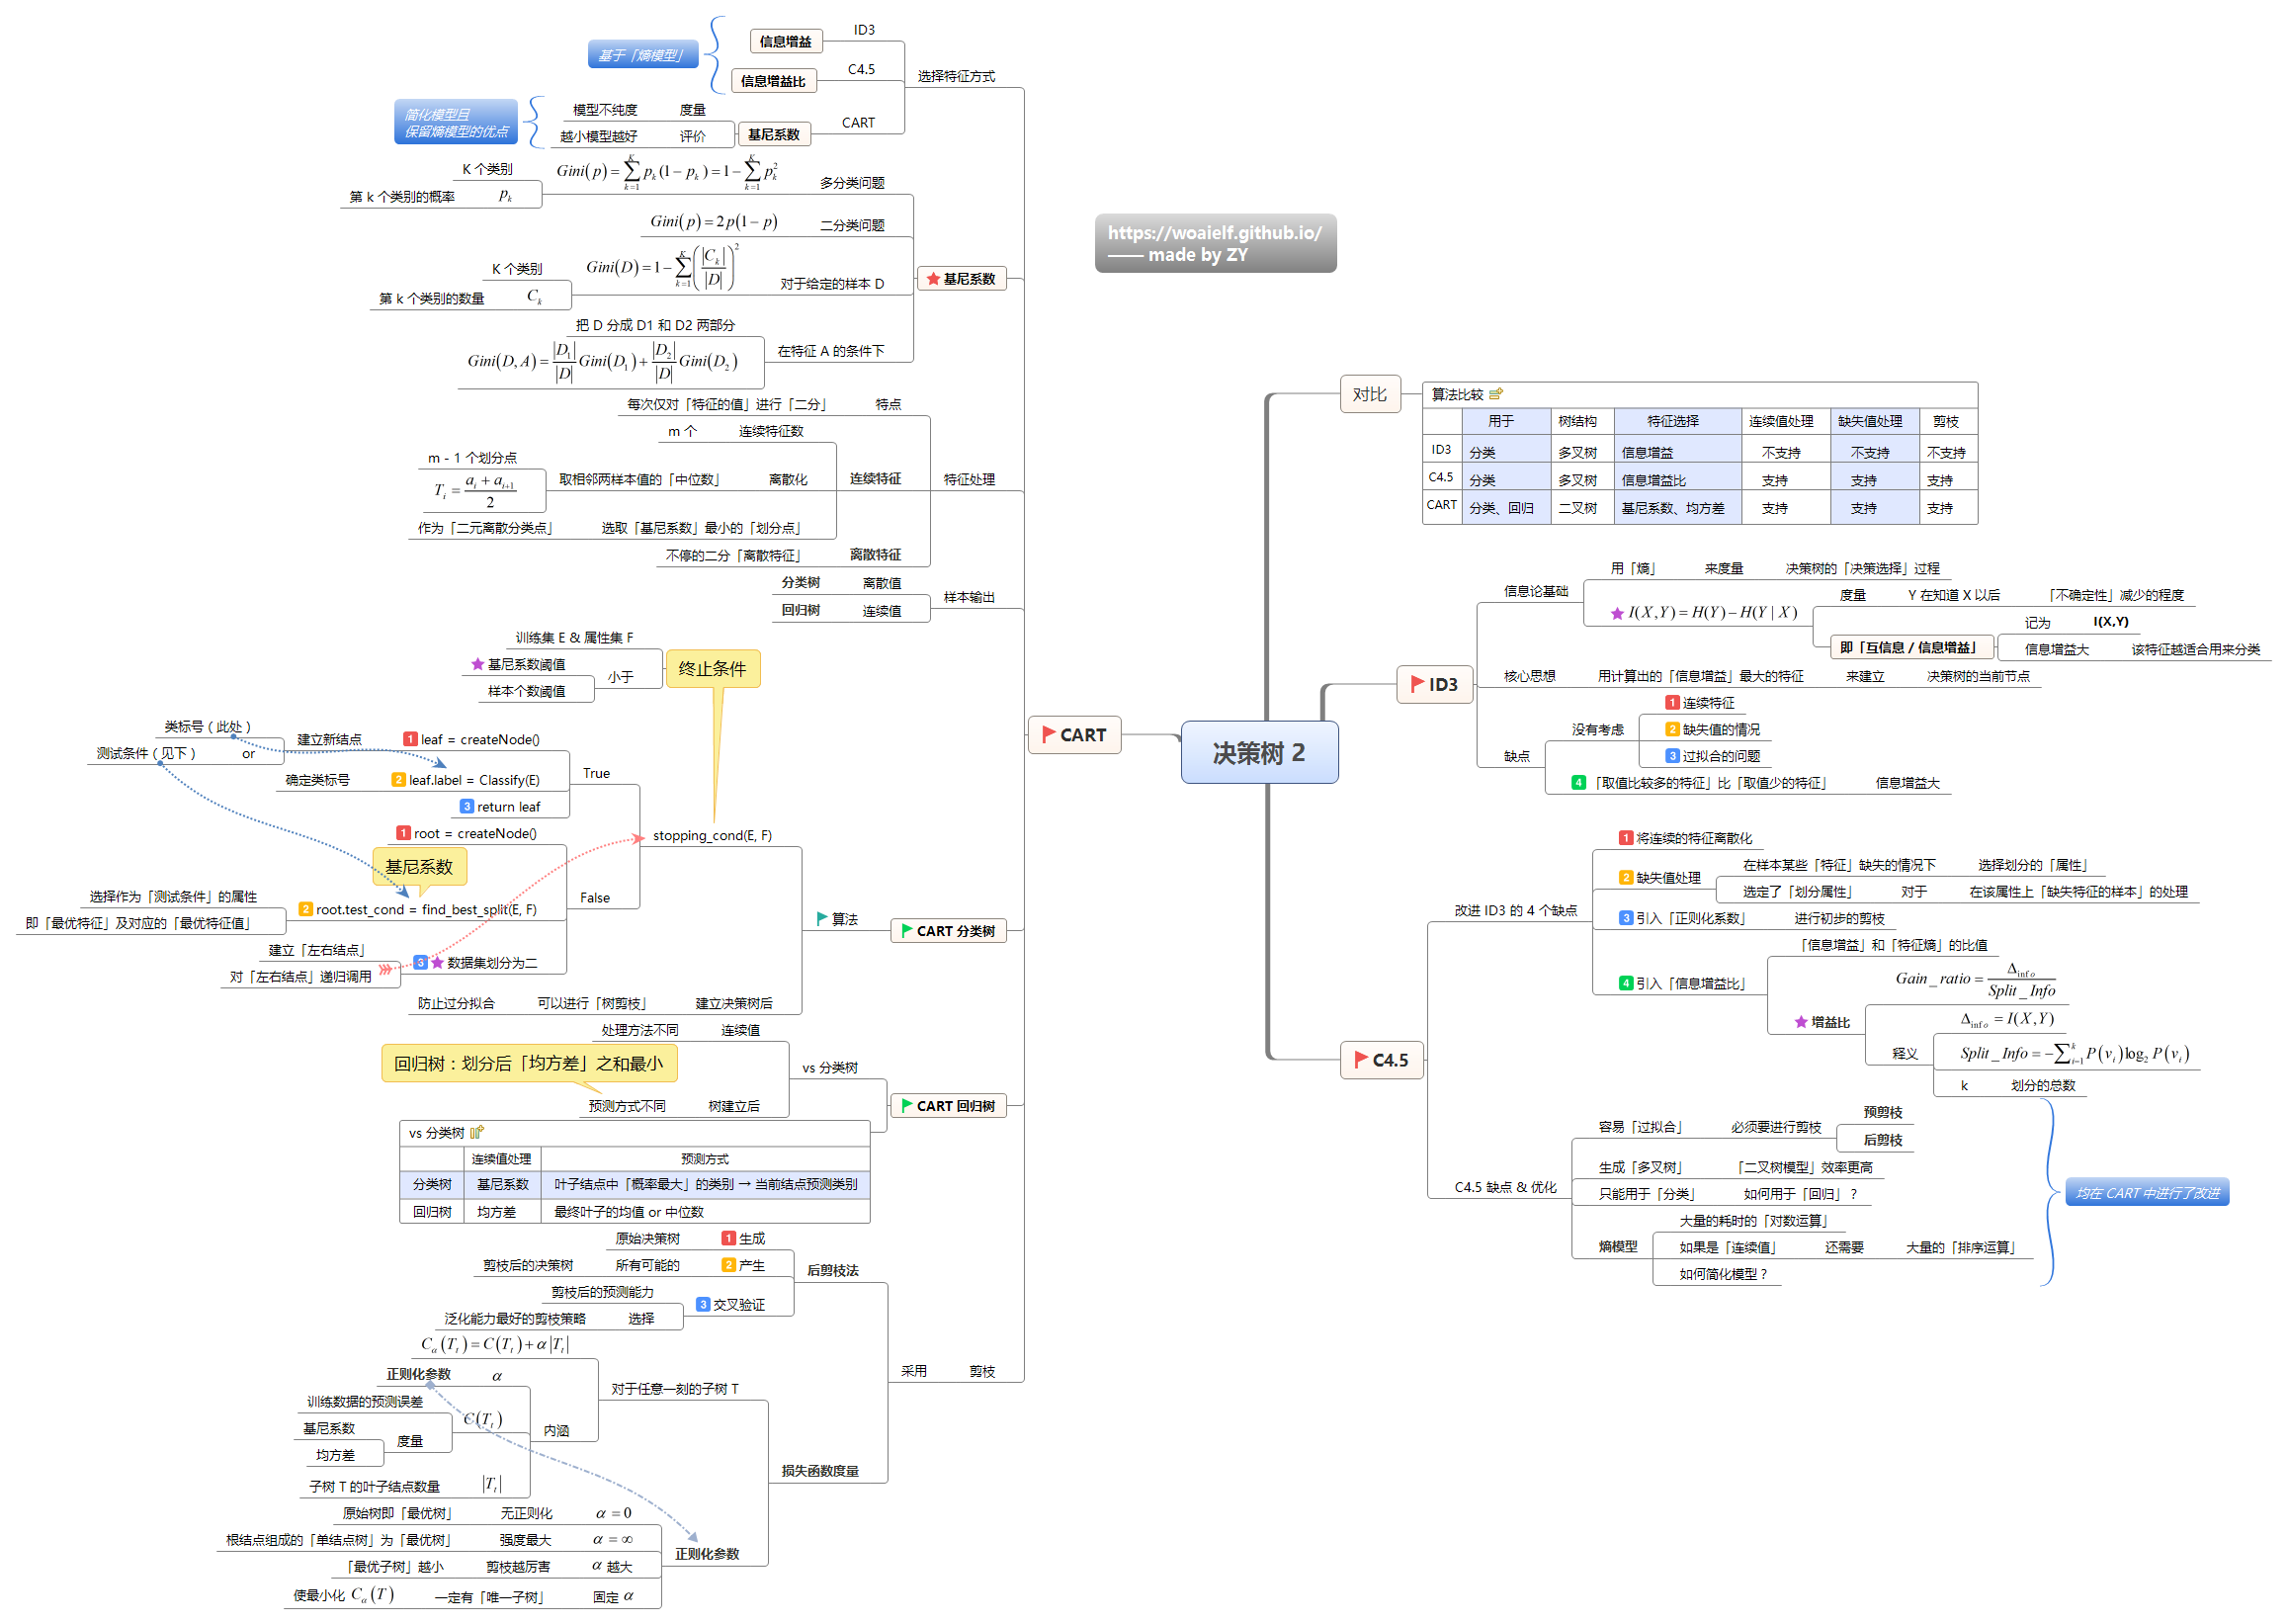 决策树 2
https://woaielf.github.io/
—— made by ZY
对比
算法比较
用于 树结构 特征选择 连续值处理 缺失值处理 剪枝
ID3 分类 多叉树 信息增益 不支持 不支持 不支持
C4.5 分类 多叉树 信息增益比 支持 支持 支持
CART 分类、回归 二叉树 基尼系数、均方差 支持 支持 支持
ID3
信息论基础
用「熵」 来度量 决策树的「决策选择」过程
I(X,Y) = H(Y) − H(Y | X)
度量 Y 在知道 X 以后 「不确定性」减少的程度
即「互信息 / 信息增益」
记为 I(X,Y)
信息增益大 该特征越适合用来分类
核心思想 用计算出的「信息增益」最大的特征 来建立 决策树的当前节点
缺点
没有考虑
1 连续特征
2 缺失值的情况
3 过拟合的问题
4 「取值比较多的特征」比「取值少的特征」 信息增益大
C4.5
改进 ID3 的 4 个缺点
1 将连续的特征离散化
2 缺失值处理
在样本某些「特征」缺失的情况下 选择划分的「属性」
选定了「划分属性」 对于 在该属性上「缺失特征的样本」的处理
3 引入「正则化系数」 进行初步的剪枝
4 引入「信息增益比」
「信息增益」和「特征熵」的比值
增益比
Gain_ratio = Δinfo / Split_Info
释义
Δinfo = I(X,Y)
Split_Info = −∑_{i=1}^{k} P(v_i) log₂ P(v_i)
k 划分的总数
C4.5 缺点 & 优化
容易「过拟合」 必须要进行剪枝
预剪枝
后剪枝
生成「多叉树」 「二叉树模型」效率更高
只能用于「分类」 如何用于「回归」？
熵模型
大量的耗时的「对数运算」
如果是「连续值」 还需要 大量的「排序运算」
如何简化模型？
均在 CART 中进行了改进
CART
选择特征方式
ID3 信息增益
C4.5 信息增益比
基于「熵模型」
CART 基尼系数
度量 模型不纯度
评价 越小模型越好
简化模型且
保留熵模型的优点
基尼系数
多分类问题
Gini(p) = ∑_{k=1}^{K} p_k(1 − p_k) = 1 − ∑_{k=1}^{K} p_k²
K 个类别
p_k 第 k 个类别的概率
二分类问题
Gini(p) = 2p(1 − p)
对于给定的样本 D
Gini(D) = 1 − ∑_{k=1}^{K} (|C_k| / |D|)²
K 个类别
C_k 第 k 个类别的数量
在特征 A 的条件下
把 D 分成 D1 和 D2 两部分
Gini(D, A) = |D₁|/|D| Gini(D₁) + |D₂|/|D| Gini(D₂)
特征处理
特点 每次仅对「特征的值」进行「二分」
连续特征
连续特征数 m 个
离散化 取相邻两样本值的「中位数」
m - 1 个划分点
T_i = (a_i + a_{i+1}) / 2
选取「基尼系数」最小的「划分点」 作为「二元离散分类点」
离散特征 不停的二分「离散特征」
样本输出
离散值 分类树
连续值 回归树
CART 分类树
算法
stopping_cond(E, F)
终止条件
训练集 E & 属性集 F
小于
基尼系数阈值
样本个数阈值
True
1 leaf = createNode()
建立新结点
类标号（此处）
or
测试条件（见下）
2 leaf.label = Classify(E)
确定类标号
3 return leaf
False
1 root = createNode()
基尼系数
2 root.test_cond = find_best_split(E, F)
选择作为「测试条件」的属性
即「最优特征」及对应的「最优特征值」
3 数据集划分为二
建立「左右结点」
对「左右结点」递归调用
建立决策树后 可以进行「树剪枝」 防止过分拟合
CART 回归树
vs 分类树
连续值 处理方法不同
回归树：划分后「均方差」之和最小
树建立后 预测方式不同
vs 分类树
连续值处理 预测方式
分类树 基尼系数 叶子结点中「概率最大」的类别 → 当前结点预测类别
回归树 均方差 最终叶子的均值 or 中位数
剪枝 采用
后剪枝法
1 生成 原始决策树
2 产生 所有可能的 剪枝后的决策树
3 交叉验证
剪枝后的预测能力
选择 泛化能力最好的剪枝策略
损失函数度量
对于任意一刻的子树 T
C_α(T_t) = C(T_t) + α|T_t|
内涵
α 正则化参数
C(T_t)
训练数据的预测误差
度量
基尼系数
均方差
|T_t| 子树 T 的叶子结点数量
正则化参数
α = 0 无正则化 原始树即「最优树」
α = ∞ 强度最大 根结点组成的「单结点树」为「最优树」
α 越大 剪枝越厉害 「最优子树」越小
固定 α 一定有「唯一子树」 使最小化 C_α(T)